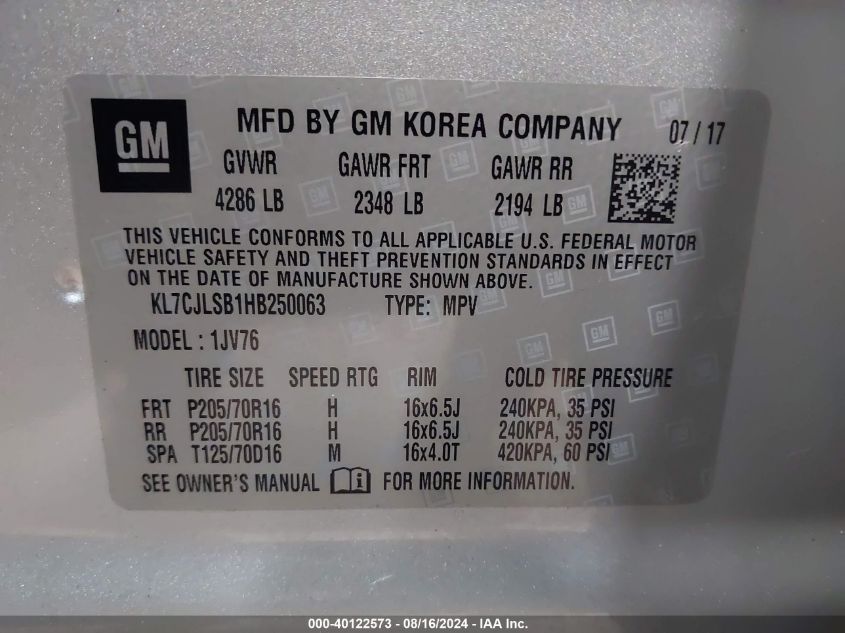 GM
MFD BY GM KOREA COMPANY 07/17
GVWR GAWR FRT GAWR RR
4286 LB 2348 LB 2194 LB
THIS VEHICLE CONFORMS TO ALL APPLICABLE U.S. FEDERAL MOTOR
VEHICLE SAFETY AND THEFT PREVENTION STANDARDS IN EFFECT
ON THE DATE OF MANUFACTURE SHOWN ABOVE.
KL7CJLSB1HB250063 TYPE: MPV
MODEL : 1JV76
TIRE SIZE SPEED RTG RIM COLD TIRE PRESSURE
FRT P205/70R16 H 16x6.5J 240KPA, 35 PSI
RR P205/70R16 H 16x6.5J 240KPA, 35 PSI
SPA T125/70D16 M 16x4.0T 420KPA, 60 PSI
SEE OWNER'S MANUAL i FOR MORE INFORMATION.
000-40122573 - 08/16/2024 - IAA Inc.